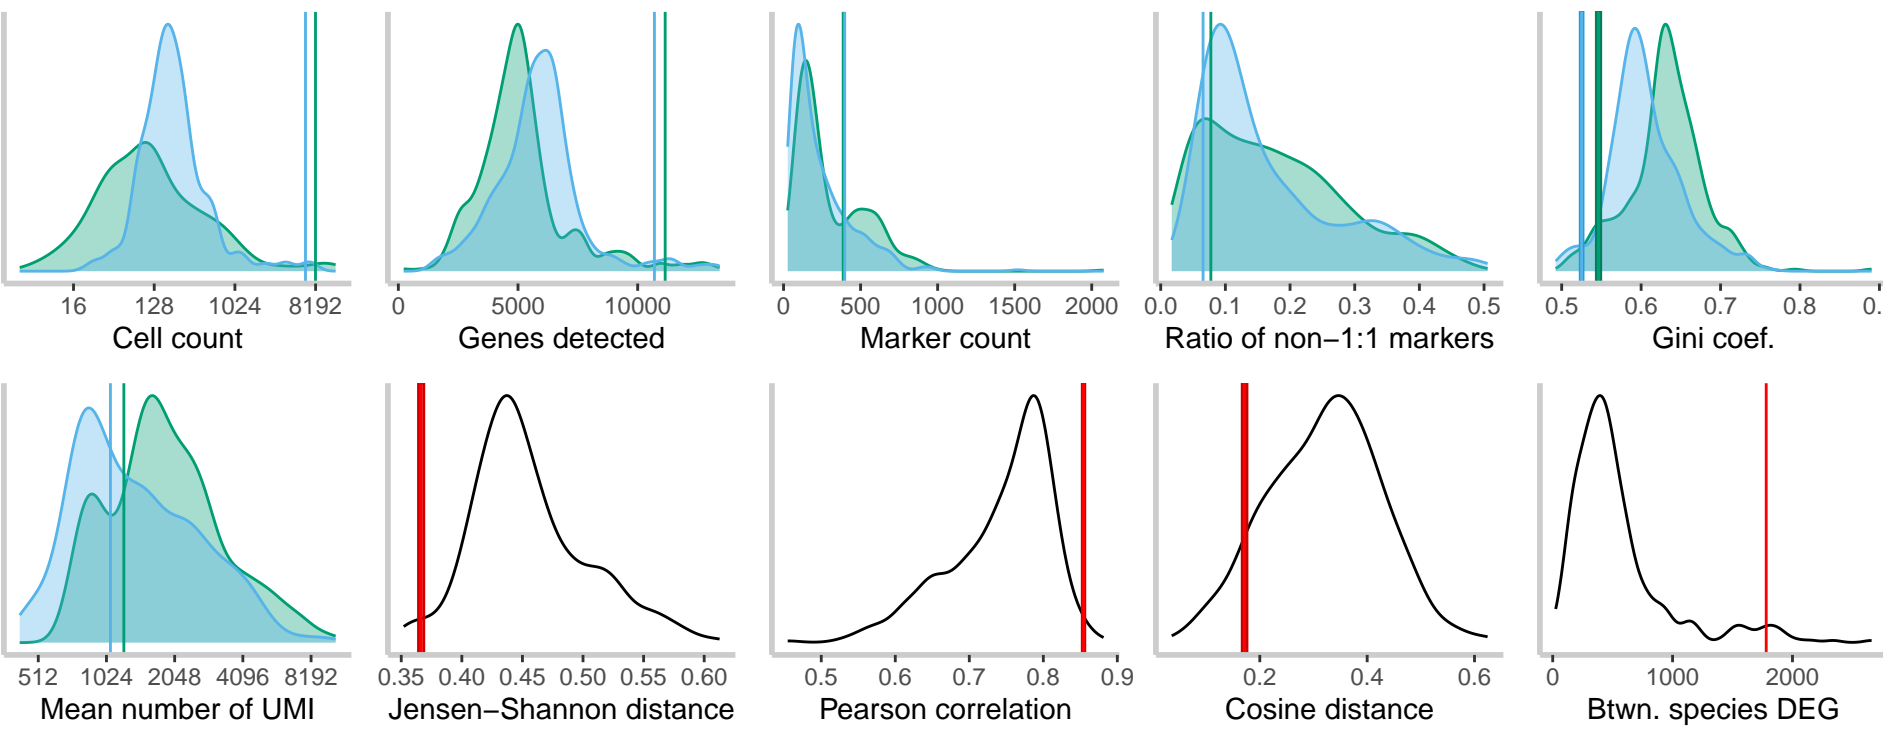 16 128 1024 8192
Cell count
0 5000 10000
Genes detected
0 500 1000 1500 2000
Marker count
0.0 0.1 0.2 0.3 0.4 0.5
Ratio of non−1:1 markers
0.5 0.6 0.7 0.8 0.
Gini coef.
512 1024 2048 4096 8192
Mean number of UMI
0.35 0.40 0.45 0.50 0.55 0.60
Jensen−Shannon distance
0.5 0.6 0.7 0.8 0.9
Pearson correlation
0.2 0.4 0.6
Cosine distance
0 1000 2000
Btwn. species DEG